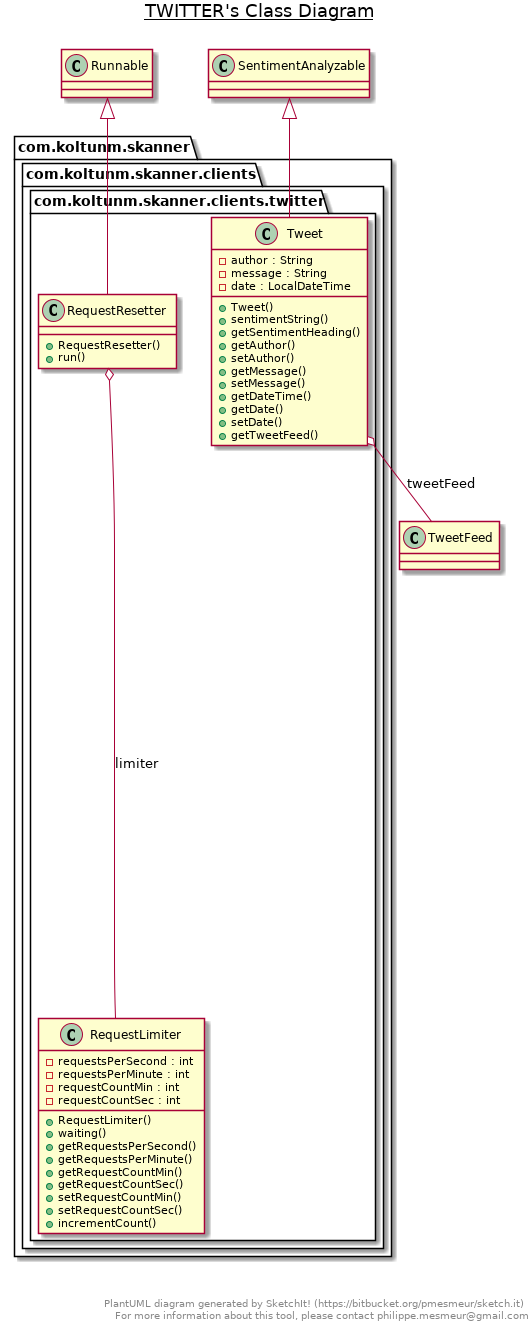 TWITTER's Class Diagram
C Runnable
C SentimentAnalyzable
com.koltunm.skanner
com.koltunm.skanner.clients
com.koltunm.skanner.clients.twitter
C Tweet
author : String
message : String
date : LocalDateTime
Tweet()
sentimentString()
getSentimentHeading()
getAuthor()
setAuthor()
getMessage()
setMessage()
getDateTime()
getDate()
setDate()
getTweetFeed()
C RequestResetter
RequestResetter()
run()
tweetFeed
C TweetFeed
limiter
C RequestLimiter
requestsPerSecond : int
requestsPerMinute : int
requestCountMin : int
requestCountSec : int
RequestLimiter()
waiting()
getRequestsPerSecond()
getRequestsPerMinute()
getRequestCountMin()
getRequestCountSec()
setRequestCountMin()
setRequestCountSec()
incrementCount()
PlantUML diagram generated by SketchIt! (https://bitbucket.org/pmesmeur/sketch.it)
For more information about this tool, please contact philippe.mesmeur@gmail.com